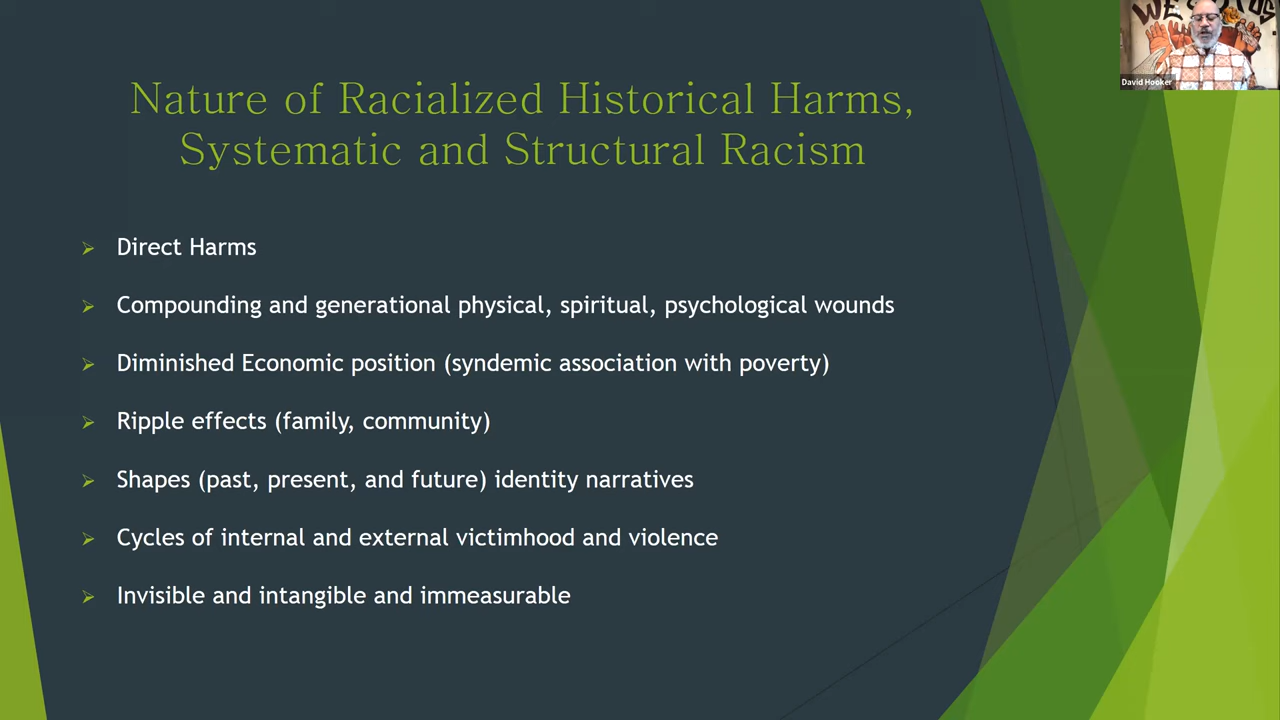 Nature of Racialized Historical Harms,
Systematic and Structural Racism
Direct Harms
Compounding and generational physical, spiritual, psychological wounds
Diminished Economic position (syndemic association with poverty)
Ripple effects (family, community)
Shapes (past, present, and future) identity narratives
Cycles of internal and external victimhood and violence
Invisible and intangible and immeasurable
WE
US
David Hooker